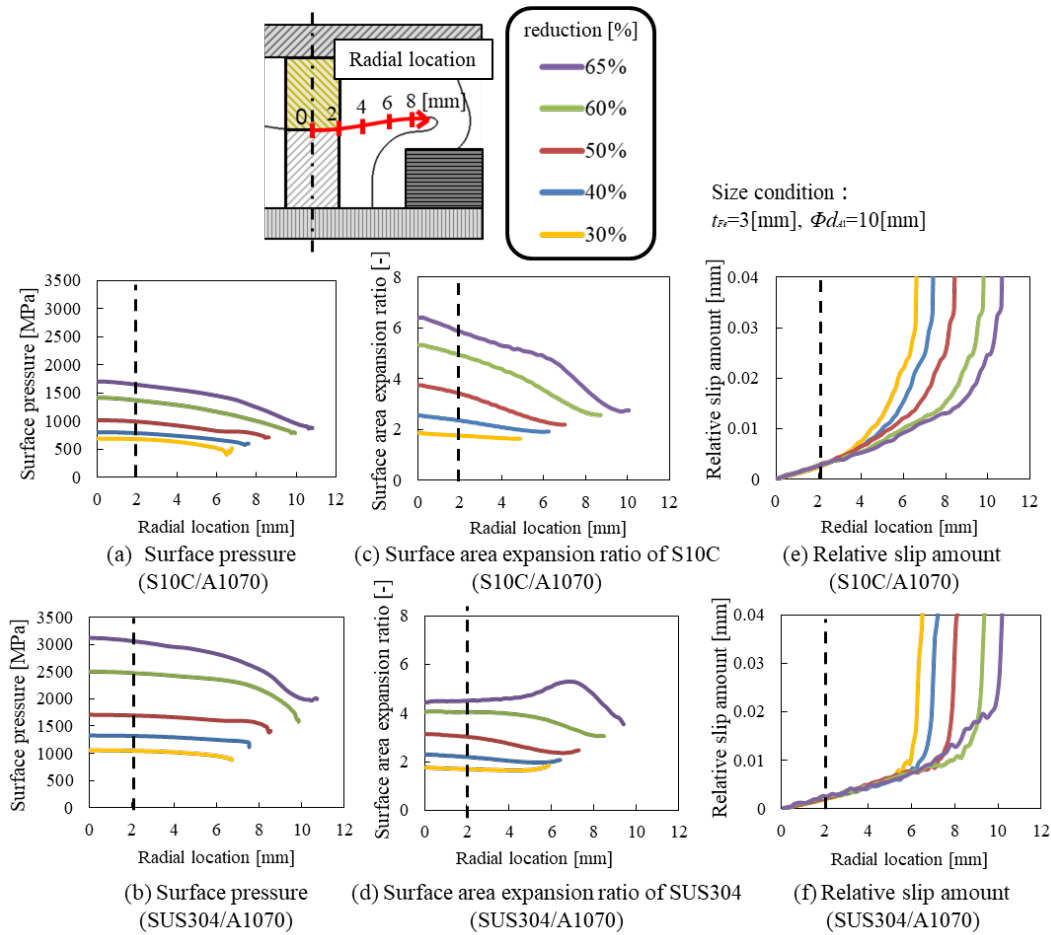 Radial location
0 2 4 6 8 [mm]
reduction [%]
65%
60%
50%
40%
30%
Size condition :
tFe=3[mm], ΦdAl=10[mm]
Surface pressure [MPa]
3500
3000
2500
2000
1500
1000
500
0
0 2 4 6 8 10 12
Radial location [mm]
(a) Surface pressure
(S10C/A1070)
Surface area expansion ratio [-]
8
6
4
2
0
0 2 4 6 8 10 12
Radial location [mm]
(c) Surface area expansion ratio of S10C
(S10C/A1070)
Relative slip amount [mm]
0.04
0.03
0.02
0.01
0
0 2 4 6 8 10 12
Redial location [mm]
(e) Relative slip amount
(S10C/A1070)
Surface pressure [MPa]
3500
3000
2500
2000
1500
1000
500
0
0 2 4 6 8 10 12
Radial location [mm]
(b) Surface pressure
(SUS304/A1070)
Surface area expansion ratio [-]
8
6
4
2
0
0 2 4 6 8 10 12
Radial location [mm]
(d) Surface area expansion ratio of SUS304
(SUS304/A1070)
Relative slip amount [mm]
0.04
0.03
0.02
0.01
0
0 2 4 6 8 10 12
Radial location [mm]
(f) Relative slip amount
(SUS304/A1070)